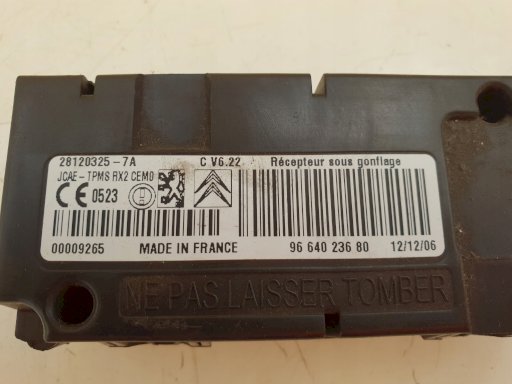 28120325-7A C V6.22 Récepteur sous gonflage
JCAE-TPMS RX2 CEM0
CE 0523
00009265 MADE IN FRANCE 96 640 236 80 12/12/06
NE PAS LAISSER TOMBER